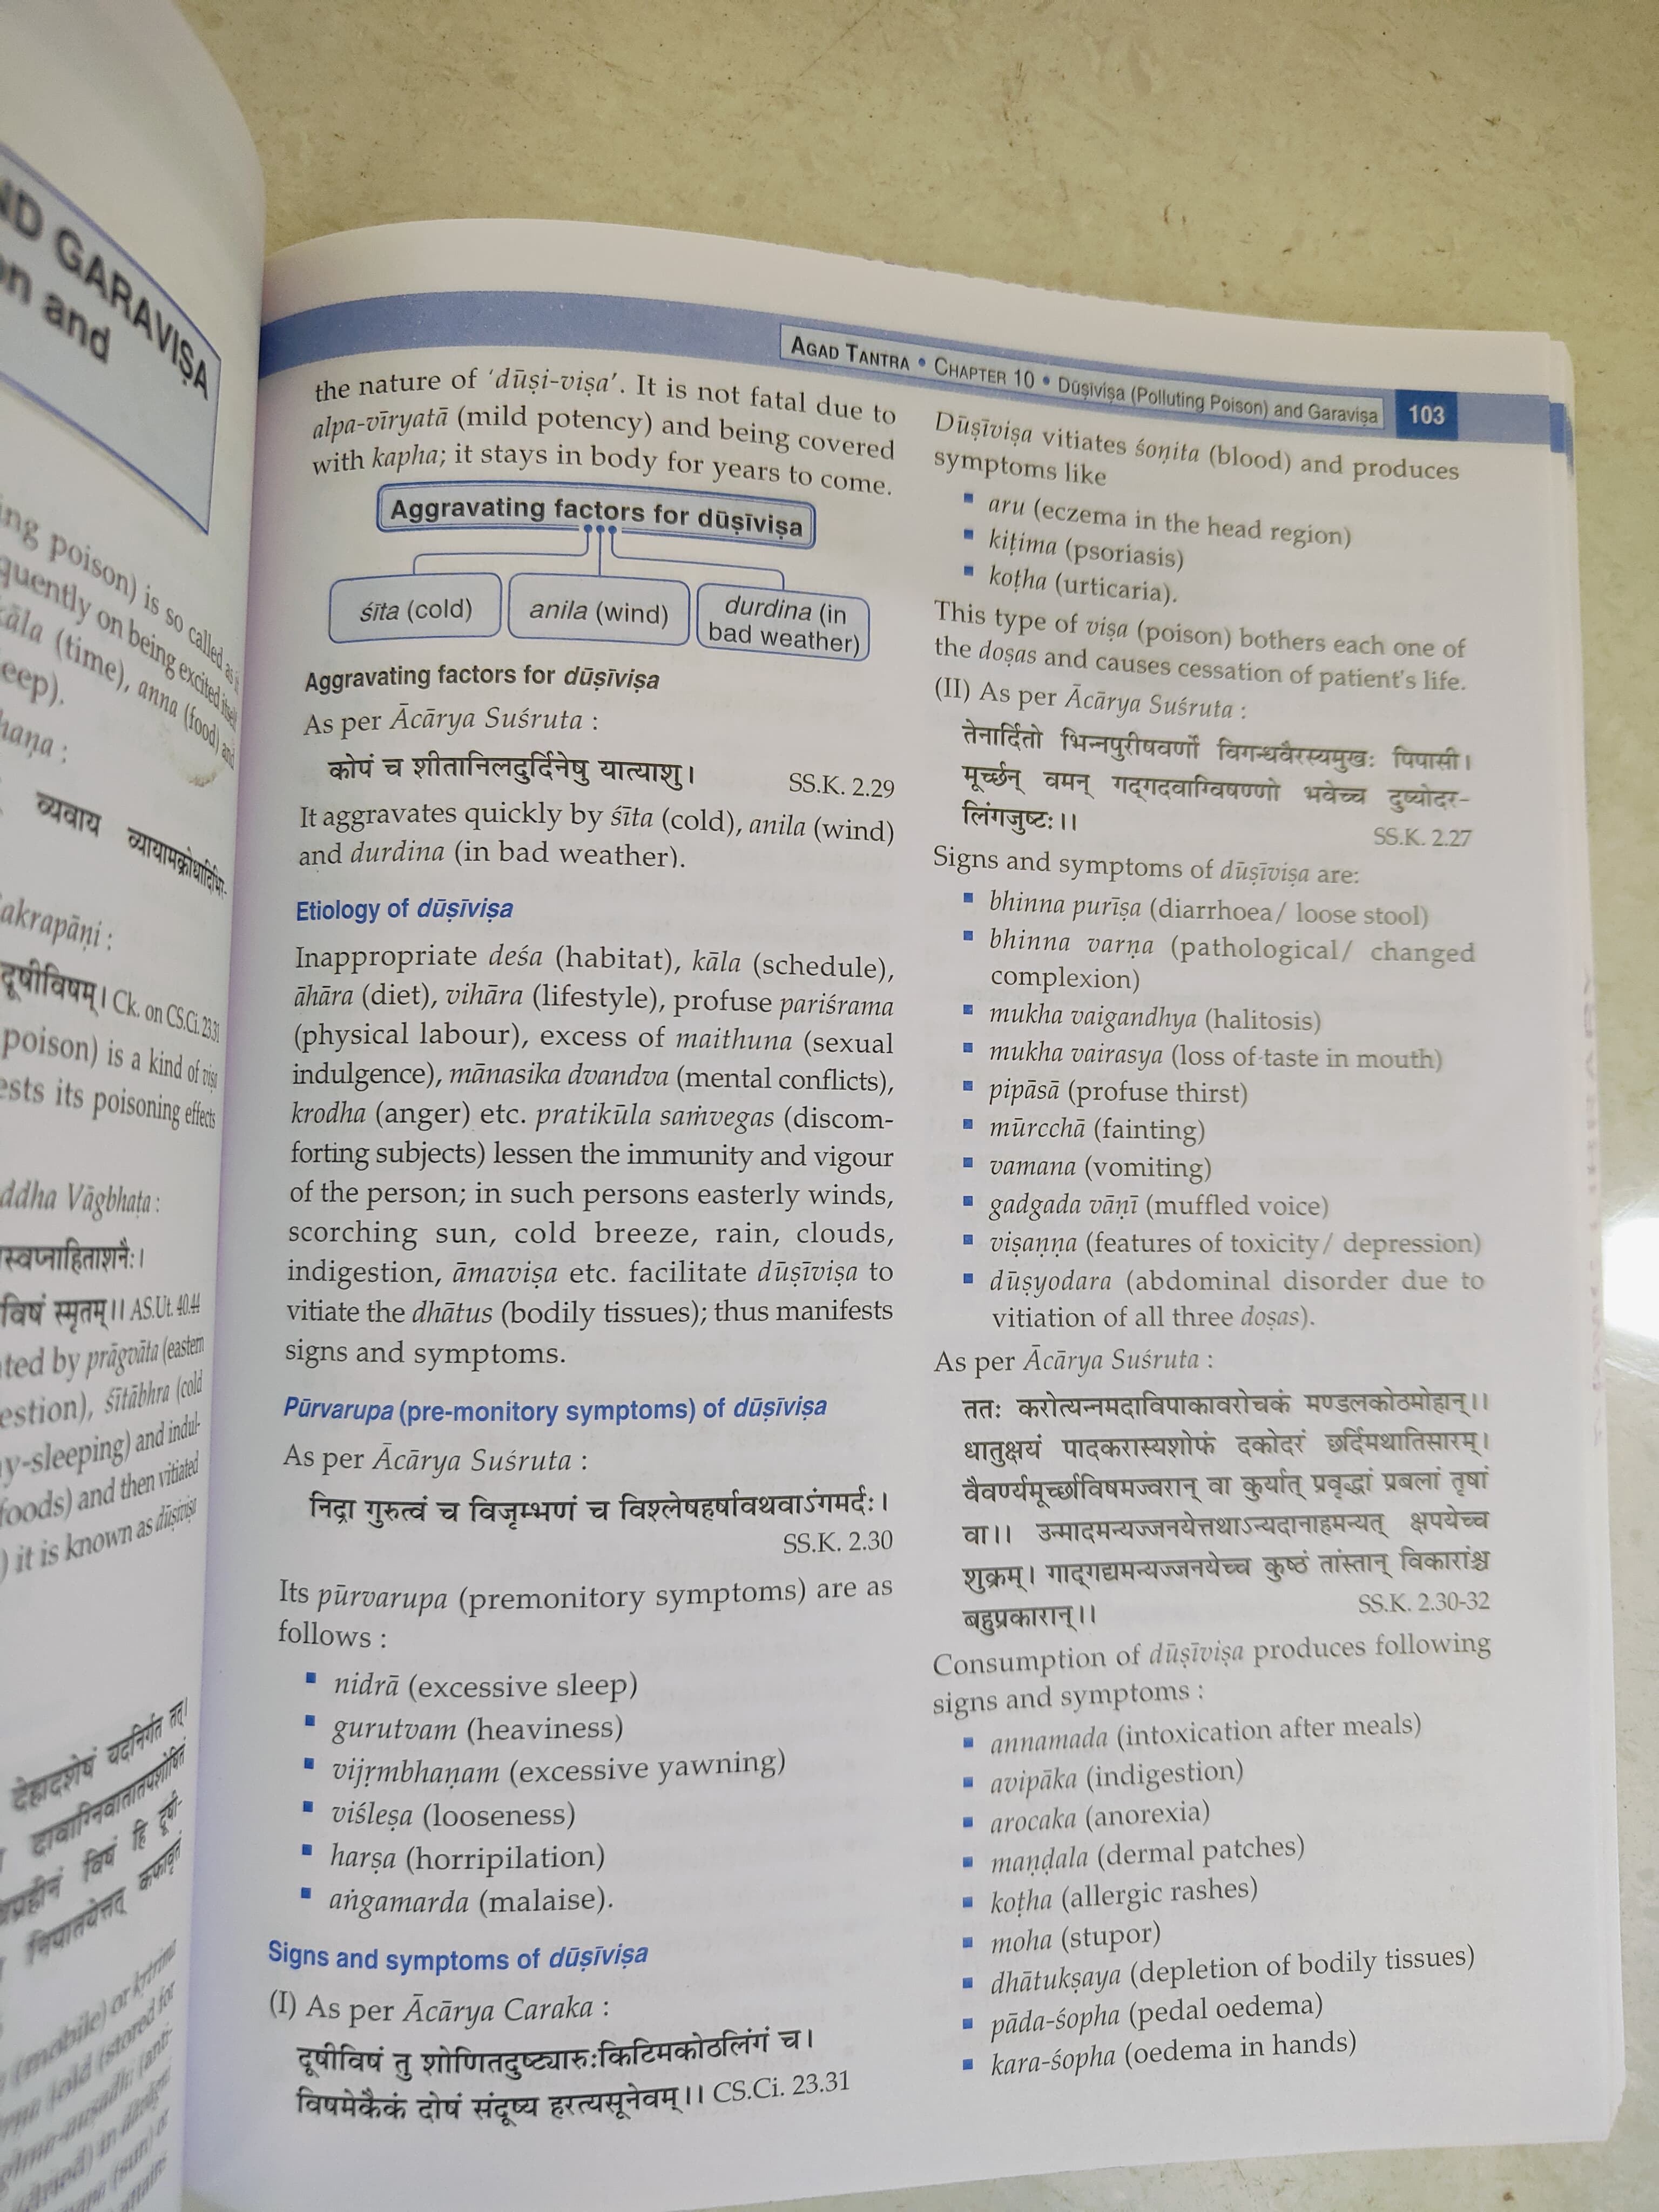 ND GARAVIṢA
and
ing poison) is so called as
quently on being excited itself
kāla (time), anna (food) and
eep).
haṇa :
व्यवाय व्यायामक्रोधादिभि-
akrapāṇi :
दूषीविषम्। Ck. on CS.Ci. 23.31
poison) is a kind of viṣa
ests its poisoning effects
ddha Vāgbhaṭa :
स्वप्नाहिताशनैः।
विषं स्मृतम्।। AS.Ut. 40.44
ted by prāgvāta (eastern
estion), śītābhra (cold
y-sleeping) and indul-
foods) and then vitiated
) it is known as dūṣīviṣa
देहादशेषं यदनिर्गतं तत्।
दावाग्निवातातपशोषितं
विषं हि दूषी-
निपातयेत्तत् कफावृतं
(mobile) or kṛtrima
old (stored for
AGAD TANTRA • CHAPTER 10 • Dūṣīviṣa (Polluting Poison) and Garaviṣa 103
the nature of 'dūṣi-viṣa'. It is not fatal due to
alpa-vīryatā (mild potency) and being covered
with kapha; it stays in body for years to come.
Aggravating factors for dūṣīviṣa
śīta (cold)
anila (wind)
durdina (in
bad weather)
Aggravating factors for dūṣīviṣa
As per Ācārya Suśruta :
कोपं च शीतानिलदुर्दिनेषु यात्याशु।
SS.K. 2.29
It aggravates quickly by śīta (cold), anila (wind)
and durdina (in bad weather).
Etiology of dūṣīviṣa
Inappropriate deśa (habitat), kāla (schedule),
āhāra (diet), vihāra (lifestyle), profuse pariśrama
(physical labour), excess of maithuna (sexual
indulgence), mānasika dvandva (mental conflicts),
krodha (anger) etc. pratikūla saṁvegas (discom-
forting subjects) lessen the immunity and vigour
of the person; in such persons easterly winds,
scorching sun, cold breeze, rain, clouds,
indigestion, āmaviṣa etc. facilitate dūṣīviṣa to
vitiate the dhātus (bodily tissues); thus manifests
signs and symptoms.
Pūrvarupa (pre-monitory symptoms) of dūṣīviṣa
As per Ācārya Suśruta :
निद्रा गुरुत्वं च विजृम्भणं च विश्लेषहर्षावथवाऽंगमर्दः।
SS.K. 2.30
Its pūrvarupa (premonitory symptoms) are as
follows :
▪ nidrā (excessive sleep)
▪ gurutvam (heaviness)
▪ vijṛmbhaṇam (excessive yawning)
▪ viśleṣa (looseness)
▪ harṣa (horripilation)
▪ aṅgamarda (malaise).
Signs and symptoms of dūṣīviṣa
(I) As per Ācārya Caraka :
दूषीविषं तु शोणितदुष्ट्यारुःकिटिमकोठलिंगं च।
विषमेकैकं दोषं संदूष्य हरत्यसूनेवम्।। CS.Ci. 23.31
Dūṣīviṣa vitiates śoṇita (blood) and produces
symptoms like
▪ aru (eczema in the head region)
▪ kiṭima (psoriasis)
▪ koṭha (urticaria).
This type of viṣa (poison) bothers each one of
the doṣas and causes cessation of patient's life.
(II) As per Ācārya Suśruta :
तेनार्दितो भिन्नपुरीषवर्णो विगन्धवैरस्यमुखः पिपासी।
मूर्च्छन् वमन् गद्‌गदवाग्विषण्णो भवेच्च दुष्योदर-
लिंगजुष्टः।।
SS.K. 2.27
Signs and symptoms of dūṣīviṣa are:
▪ bhinna purīṣa (diarrhoea/ loose stool)
▪ bhinna varṇa (pathological/ changed
complexion)
▪ mukha vaigandhya (halitosis)
▪ mukha vairasya (loss of taste in mouth)
▪ pipāsā (profuse thirst)
▪ mūrcchā (fainting)
▪ vamana (vomiting)
▪ gadgada vāṇī (muffled voice)
▪ viṣaṇṇa (features of toxicity/ depression)
▪ dūṣyodara (abdominal disorder due to
vitiation of all three doṣas).
As per Ācārya Suśruta :
ततः करोत्यन्नमदाविपाकावरोचकं मण्डलकोठमोहान्।।
धातुक्षयं पादकरास्यशोफं दकोदरं छर्दिमथातिसारम्।
वैवर्ण्यमूर्च्छाविषमज्वरान् वा कुर्यात् प्रवृद्धां प्रबलां तृषां
वा।। उन्मादमन्यज्जनयेत्तथाऽन्यदानाहमन्यत् क्षपयेच्च
शुक्रम्। गाद्‌गद्यमन्यज्जनयेच्च कुष्ठं तांस्तान् विकारांश्च
बहुप्रकारान्।।
SS.K. 2.30-32
Consumption of dūṣīviṣa produces following
signs and symptoms :
▪ annamada (intoxication after meals)
▪ avipāka (indigestion)
▪ arocaka (anorexia)
▪ maṇḍala (dermal patches)
▪ koṭha (allergic rashes)
▪ moha (stupor)
▪ dhātukṣaya (depletion of bodily tissues)
▪ pāda-śopha (pedal oedema)
▪ kara-śopha (oedema in hands)